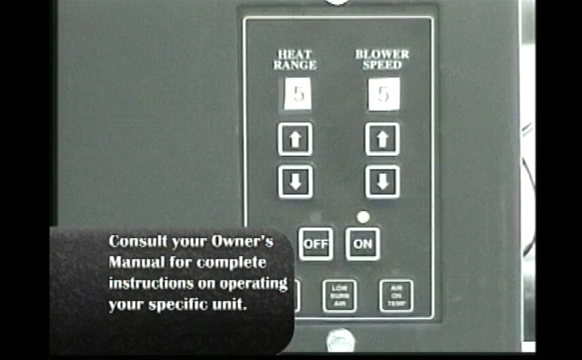 HEAT
RANGE
BLOWER
SPEED
5
5
OFF
ON
LOW
BURN
AIR
AIR
ON
TEMP
Consult your Owner's
Manual for complete
instructions on operating
your specific unit.